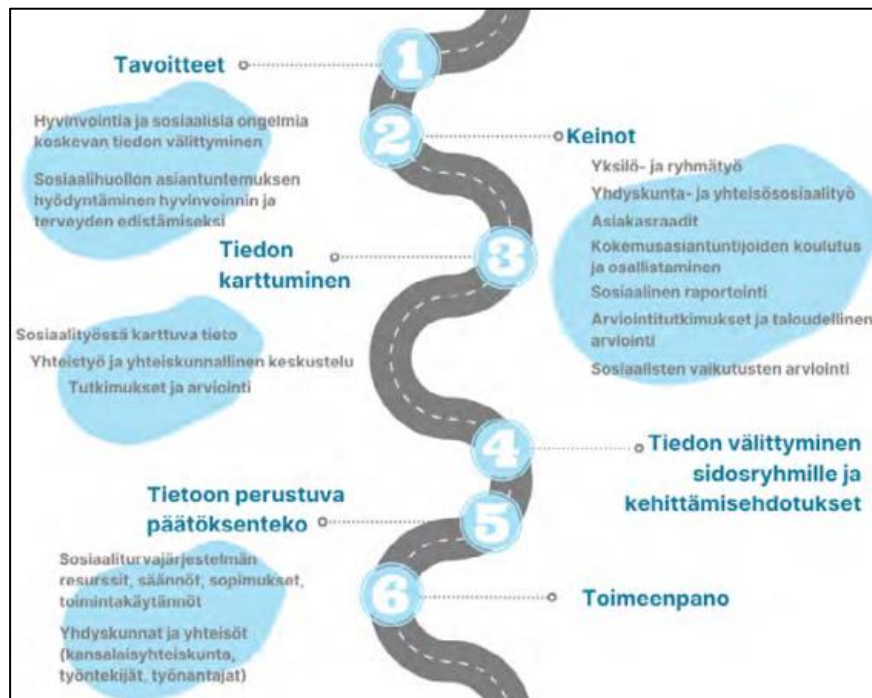 1
Tavoitteet
Hyvinvointia ja sosiaalisia ongelmia
koskevan tiedon välittyminen
Sosiaalihuollon asiantuntemuksen
hyödyntäminen hyvinvoinnin ja
terveyden edistämiseksi
2
Keinot
Yksilö- ja ryhmätyö
Yhdyskunta- ja yhteisösosiaalityö
Asiakasraadit
Kokemusasiantuntijoiden koulutus
ja osallistaminen
Sosiaalinen raportointi
Arviointitutkimukset ja taloudellinen
arviointi
Sosiaalisten vaikutusten arviointi
3
Tiedon
karttuminen
Sosiaalityössä karttuva tieto
Yhteistyö ja yhteiskunnallinen keskustelu
Tutkimukset ja arviointi
4
Tiedon välittyminen
sidosryhmille ja
kehittämisehdotukset
5
Tietoon perustuva
päätöksenteko
Sosiaaliturvajärjestelmän
resurssit, säännöt, sopimukset,
toimintakäytännöt
Yhdyskunnat ja yhteisöt
(kansalaisyhteiskunta,
työntekijät, työnantajat)
6
Toimeenpano